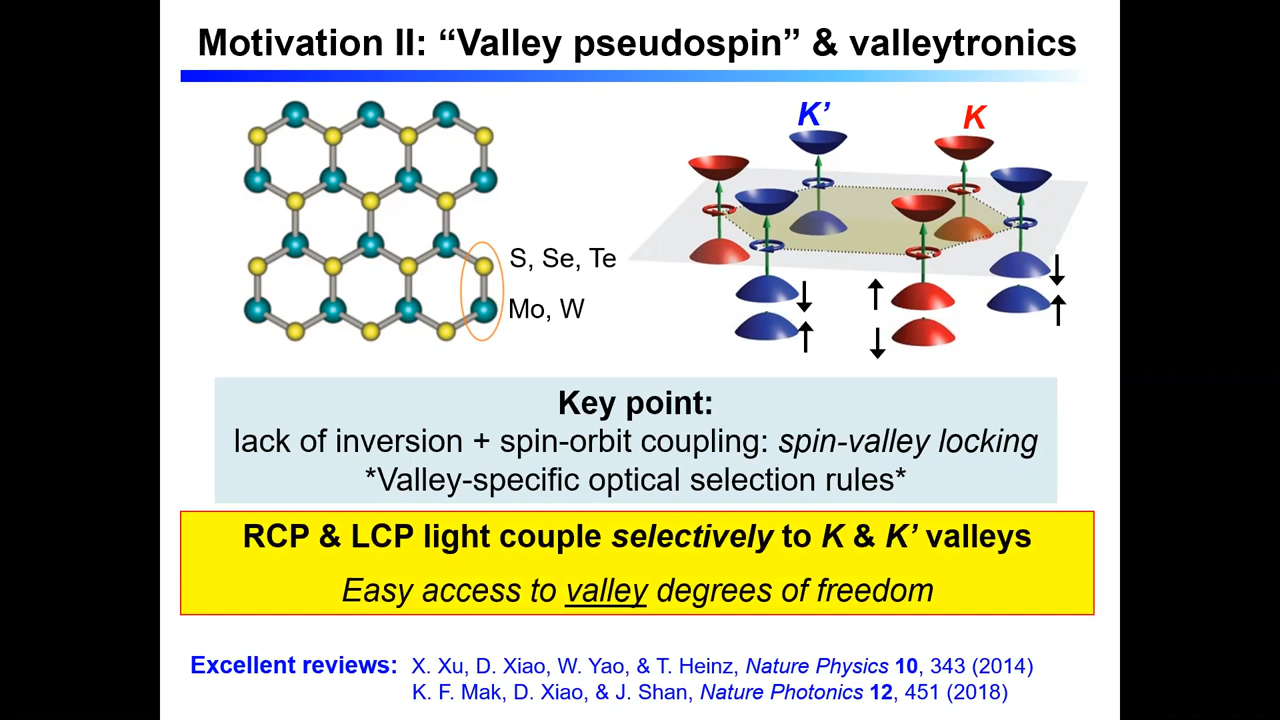 Motivation II: “Valley pseudospin” & valleytronics
K’
K
S, Se, Te
Mo, W
Key point:
lack of inversion + spin-orbit coupling: spin-valley locking
*Valley-specific optical selection rules*
RCP & LCP light couple selectively to K & K’ valleys
Easy access to valley degrees of freedom
Excellent reviews: X. Xu, D. Xiao, W. Yao, & T. Heinz, Nature Physics 10, 343 (2014)
K. F. Mak, D. Xiao, & J. Shan, Nature Photonics 12, 451 (2018)